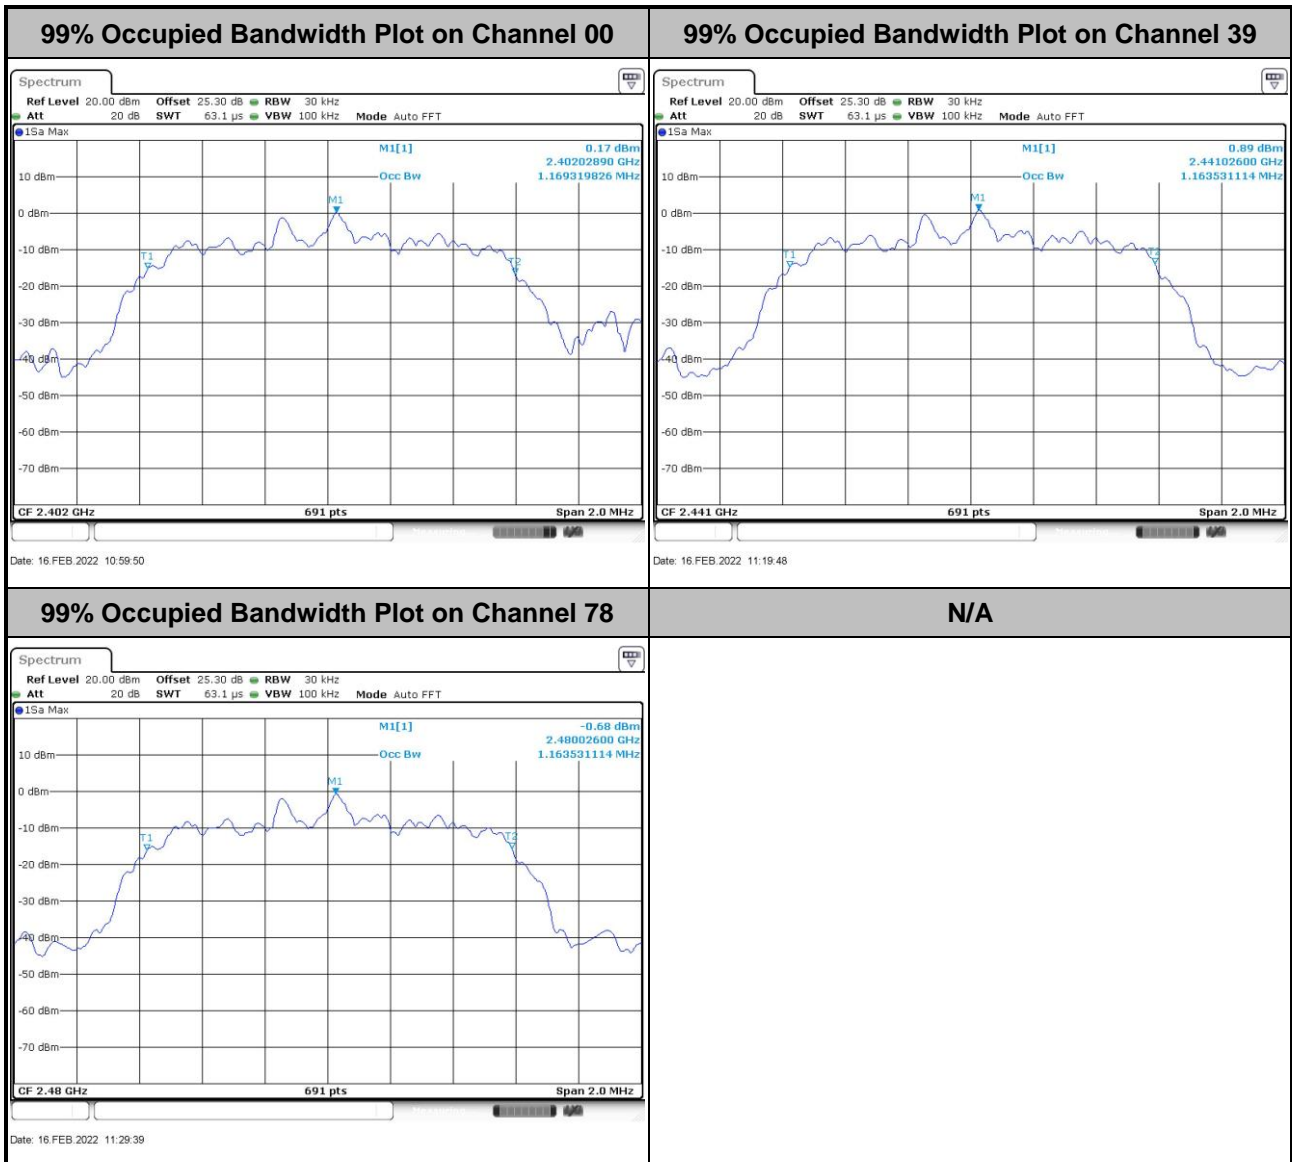 99% Occupied Bandwidth Plot on Channel 00
99% Occupied Bandwidth Plot on Channel 39
Spectrum
Ref Level 20.00 dBm Offset 25.30 dB RBW 30 kHz
Att 20 dB SWT 63.1 µs VBW 100 kHz Mode Auto FFT
1Sa Max
M1[1] 0.17 dBm
2.40202890 GHz
Occ Bw 1.169319826 MHz
10 dBm
M1
0 dBm
-10 dBm
T1
T2
-20 dBm
-30 dBm
-40 dBm
-50 dBm
-60 dBm
-70 dBm
CF 2.402 GHz 691 pts Span 2.0 MHz
Date: 16.FEB.2022 10:59:50
Spectrum
Ref Level 20.00 dBm Offset 25.30 dB RBW 30 kHz
Att 20 dB SWT 63.1 µs VBW 100 kHz Mode Auto FFT
1Sa Max
M1[1] 0.89 dBm
2.44102600 GHz
Occ Bw 1.163531114 MHz
10 dBm
M1
0 dBm
-10 dBm
T1
T2
-20 dBm
-30 dBm
-40 dBm
-50 dBm
-60 dBm
-70 dBm
CF 2.441 GHz 691 pts Span 2.0 MHz
Date: 16.FEB.2022 11:19:48
99% Occupied Bandwidth Plot on Channel 78
N/A
Spectrum
Ref Level 20.00 dBm Offset 25.30 dB RBW 30 kHz
Att 20 dB SWT 63.1 µs VBW 100 kHz Mode Auto FFT
1Sa Max
M1[1] -0.68 dBm
2.48002600 GHz
Occ Bw 1.163531114 MHz
10 dBm
M1
0 dBm
-10 dBm
T1
T2
-20 dBm
-30 dBm
-40 dBm
-50 dBm
-60 dBm
-70 dBm
CF 2.48 GHz 691 pts Span 2.0 MHz
Date: 16.FEB.2022 11:29:39